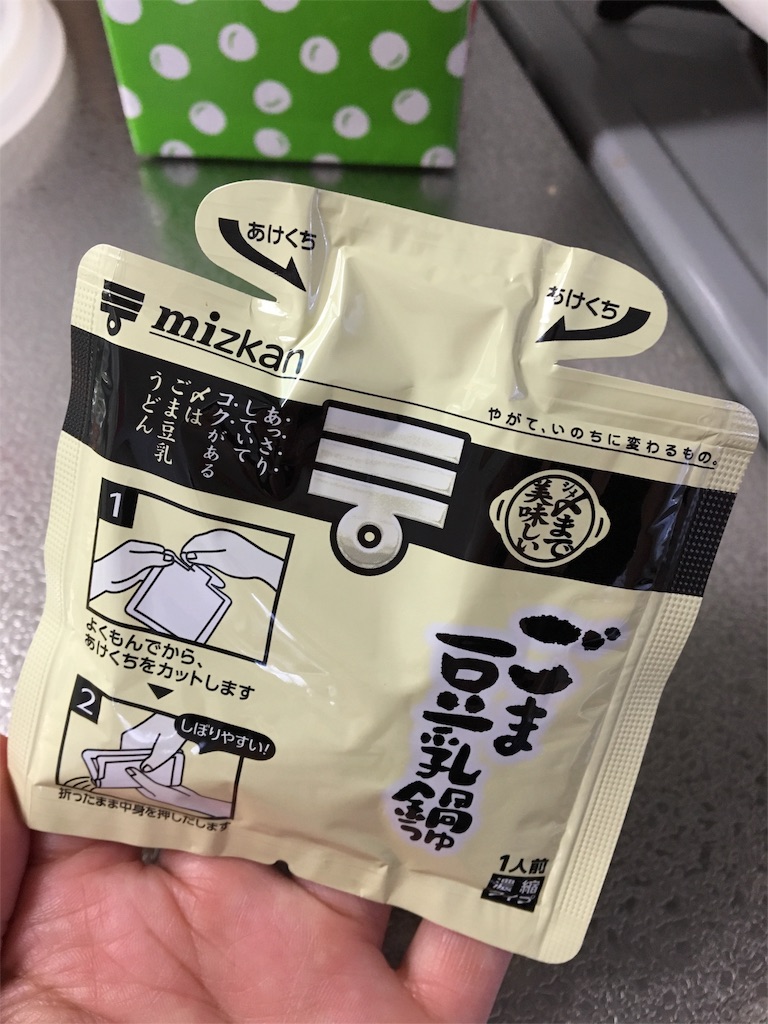 あけくち
あけくち
mizkan
やがて、いのちに変わるもの。
あっさり
していて
コクがある
〆は
ごま豆乳
うどん
シメ
〆まで
美味しい
1
よくもんでから、
あけくちをカットします
2
しぼりやすい!
折ったまま中身を押しだします
ごま
豆乳鍋
つゆ
1人前
濃縮
タイプ